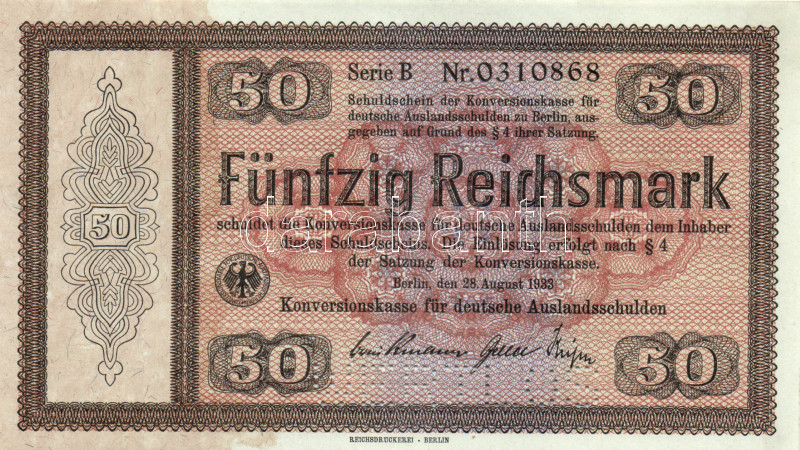 50 Serie B Nr.0310868 50
Schuldschein der Konversionskasse für
deutsche Auslandsschulden zu Berlin, aus-
gegeben auf Grund des § 4 ihrer Satzung.
Fünfzig Reichsmark
schuldet die Konversionskasse für deutsche Auslandsschulden dem Inhaber
dieses Schuldscheines. Die Einlösung erfolgt nach § 4
der Satzung der Konversionskasse.
Berlin, den 28. August 1933
Konversionskasse für deutsche Auslandsschulden
50
50 50
REICHSDRUCKEREI - BERLIN
darabanth